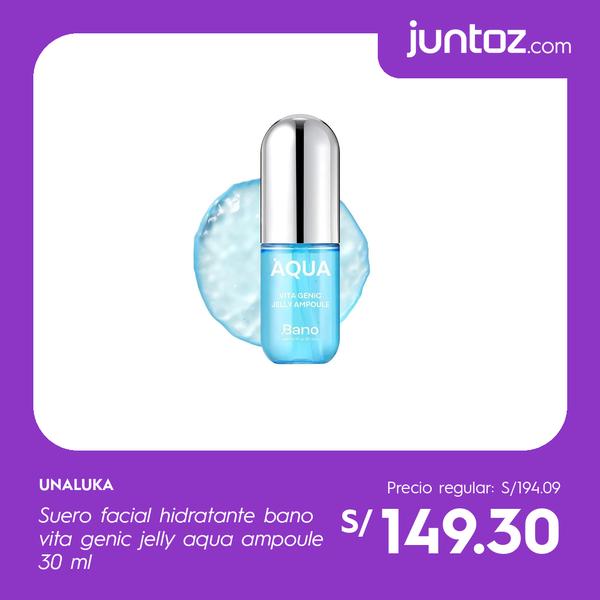 juntoz.com
AQUA
VITA GENIC
JELLY AMPOULE
Bano
UNALUKA
Suero facial hidratante bano
vita genic jelly aqua ampoule
30 ml
Precio regular: S/194.09
S/149.30